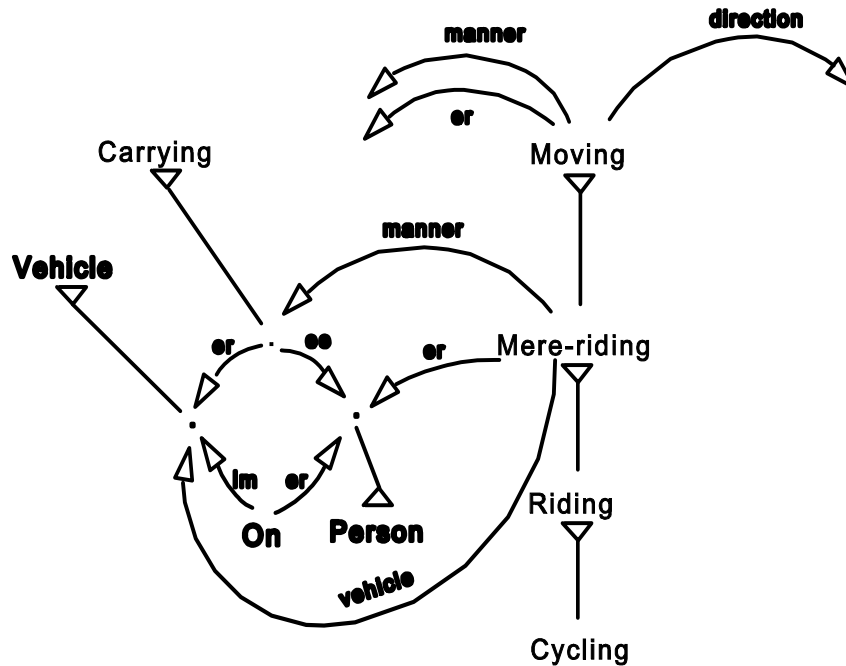 manner
direction
er
Carrying
Moving
manner
Vehicle
er
ee
er
Mere-riding
lm
er
On
Person
Riding
vehicle
Cycling